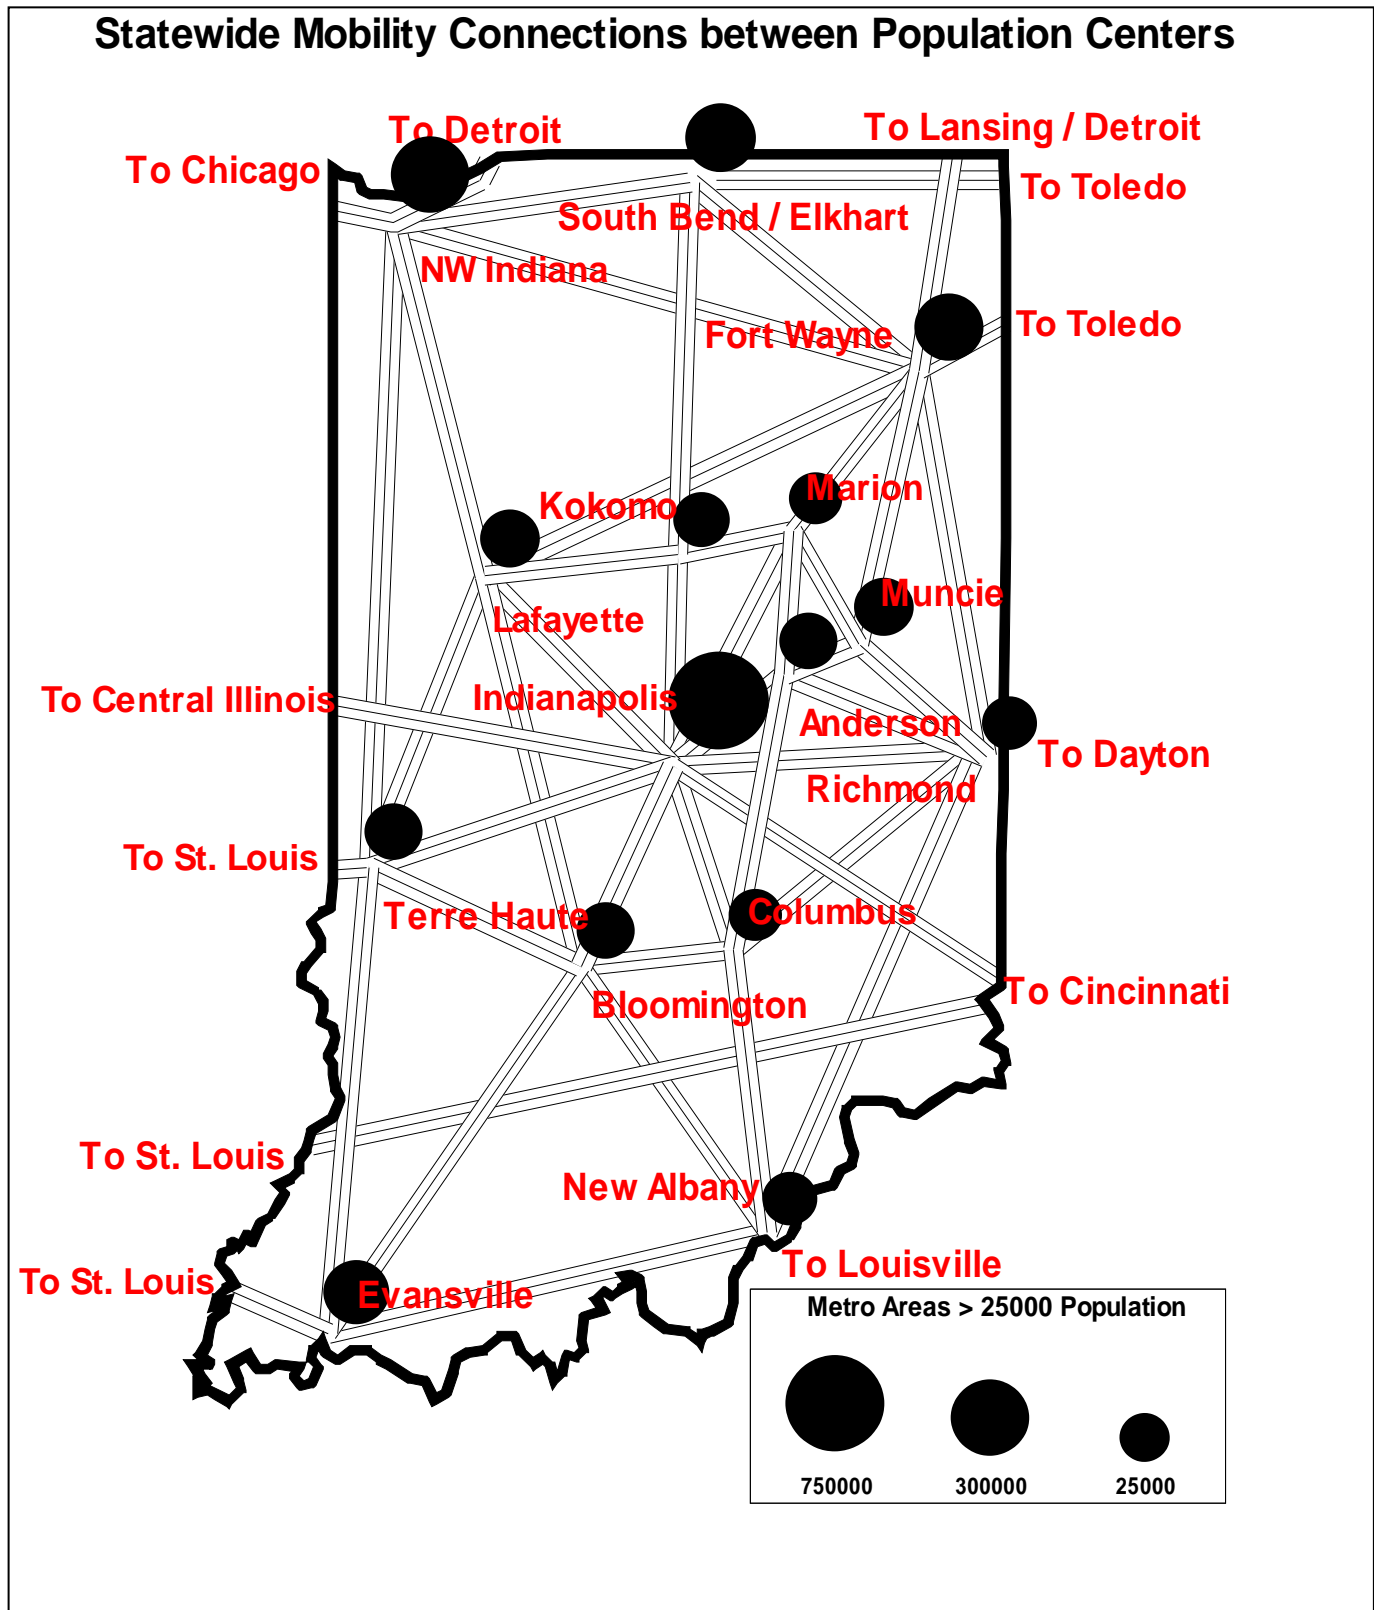 Statewide Mobility Connections between Population Centers
To Detroit
To Lansing / Detroit
To Chicago
To Toledo
South Bend / Elkhart
NW Indiana
Fort Wayne
To Toledo
Marion
Kokomo
Muncie
Lafayette
To Central Illinois
Indianapolis
Anderson
To Dayton
Richmond
To St. Louis
Terre Haute
Columbus
To Cincinnati
Bloomington
To St. Louis
New Albany
To Louisville
To St. Louis
Evansville
Metro Areas > 25000 Population
750000
300000
25000